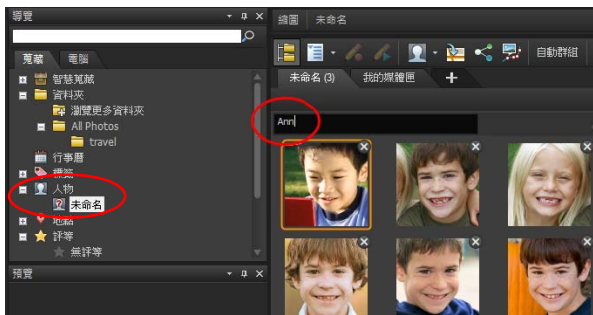 導覽
蒐藏 電腦
智慧蒐藏
資料夾
瀏覽更多資料夾
All Photos
travel
行事曆
標籤
人物
未命名
地點
評等
無評等
預覽
縮圖 未命名
自動群組
未命名 (3) 我的媒體匣
Ann